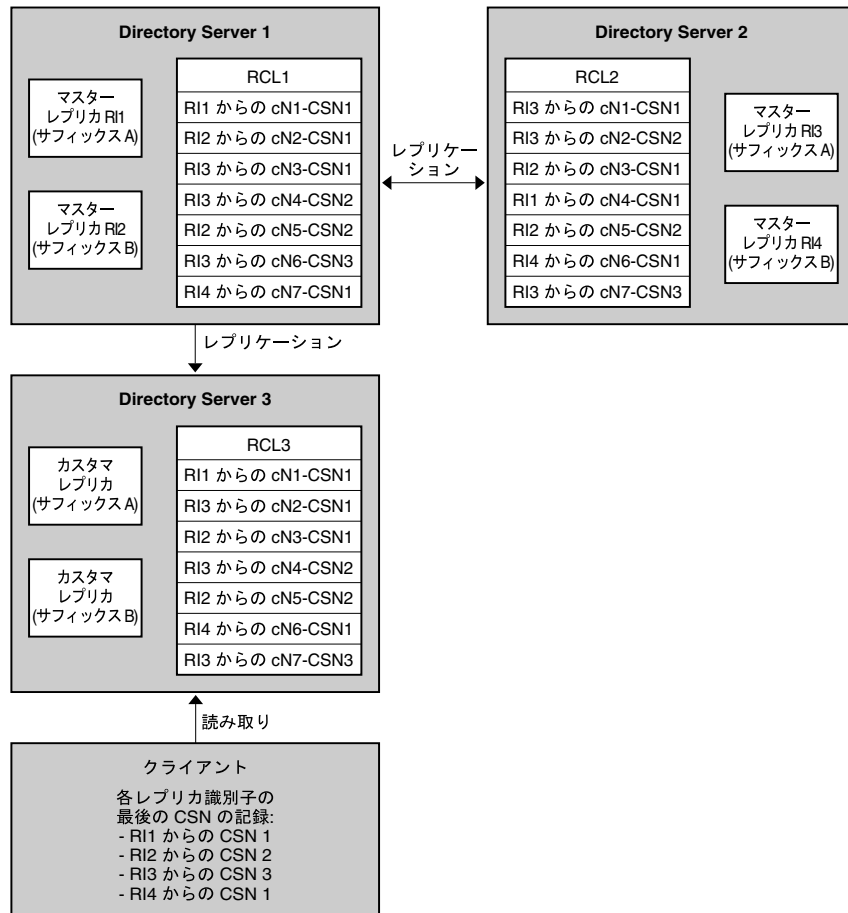 Directory Server 1
マスター
レプリカ RI1
(サフィックス A)
マスター
レプリカ RI2
(サフィックス B)
RCL1
RI1 からの cN1-CSN1
RI2 からの cN2-CSN1
RI3 からの cN3-CSN1
RI3 からの cN4-CSN2
RI2 からの cN5-CSN2
RI3 からの cN6-CSN3
RI4 からの cN7-CSN1
レプリケー
ション
Directory Server 2
RCL2
RI3 からの cN1-CSN1
RI3 からの cN2-CSN2
RI2 からの cN3-CSN1
RI1 からの cN4-CSN1
RI2 からの cN5-CSN2
RI4 からの cN6-CSN1
RI3 からの cN7-CSN3
マスター
レプリカ RI3
(サフィックス A)
マスター
レプリカ RI4
(サフィックス B)
レプリケーション
Directory Server 3
カスタマ
レプリカ
(サフィックス A)
カスタマ
レプリカ
(サフィックス B)
RCL3
RI1 からの cN1-CSN1
RI3 からの cN2-CSN1
RI2 からの cN3-CSN1
RI3 からの cN4-CSN2
RI2 からの cN5-CSN2
RI4 からの cN6-CSN1
RI3 からの cN7-CSN3
読み取り
クライアント
各レプリカ識別子の
最後の CSN の記録:
- RI1 からの CSN 1
- RI2 からの CSN 2
- RI3 からの CSN 3
- RI4 からの CSN 1